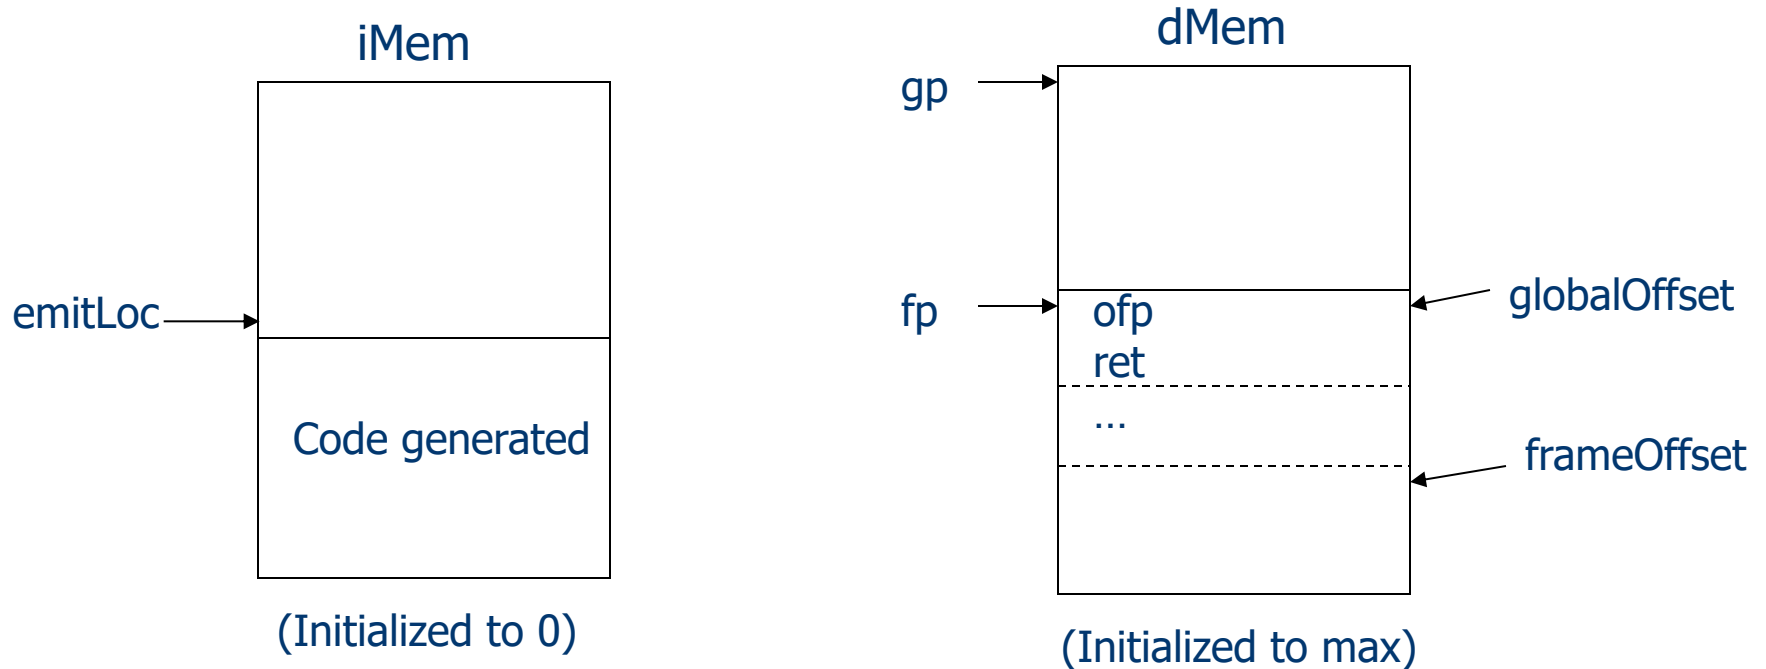 iMem
emitLoc
Code generated
(Initialized to 0)
dMem
gp
fp
ofp
ret
...
globalOffset
frameOffset
(Initialized to max)